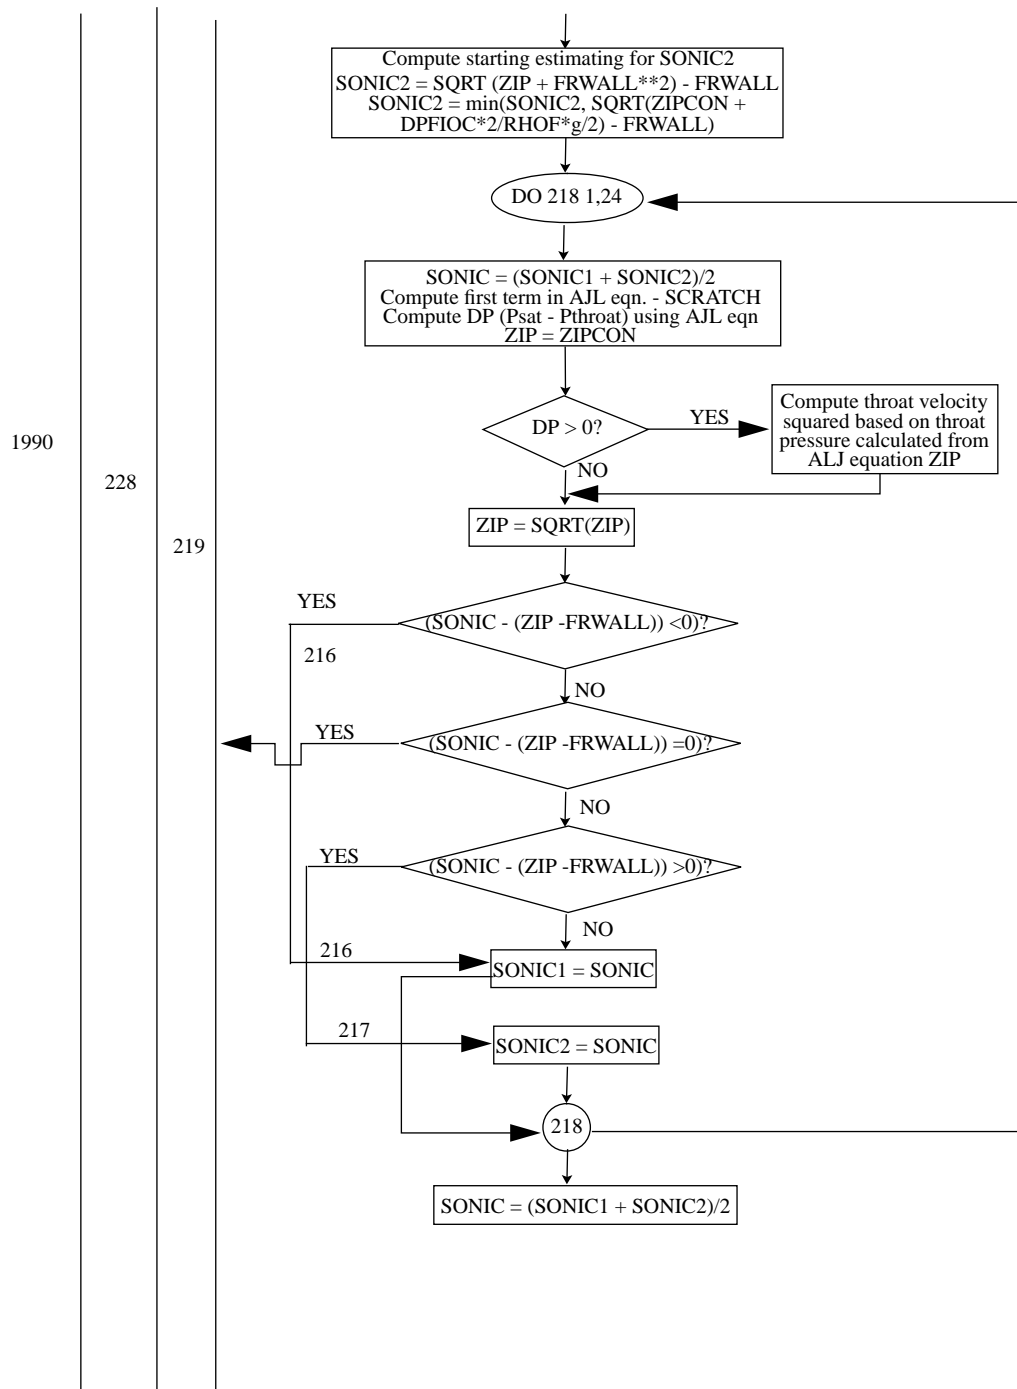 Compute starting estimating for SONIC2
SONIC2 = SQRT (ZIP + FRWALL**2) - FRWALL
SONIC2 = min(SONIC2, SQRT(ZIPCON +
DPFIOC*2/RHOF*g/2) - FRWALL)
DO 218 1,24
SONIC = (SONIC1 + SONIC2)/2
Compute first term in AJL eqn. - SCRATCH
Compute DP (Psat - Pthroat) using AJL eqn
ZIP = ZIPCON
DP > 0?
YES
Compute throat velocity
squared based on throat
pressure calculated from
ALJ equation ZIP
NO
1990
228
219
ZIP = SQRT(ZIP)
YES
(SONIC - (ZIP -FRWALL)) <0)?
216
NO
YES
(SONIC - (ZIP -FRWALL)) =0)?
NO
YES
(SONIC - (ZIP -FRWALL)) >0)?
NO
216
SONIC1 = SONIC
217
SONIC2 = SONIC
218
SONIC = (SONIC1 + SONIC2)/2